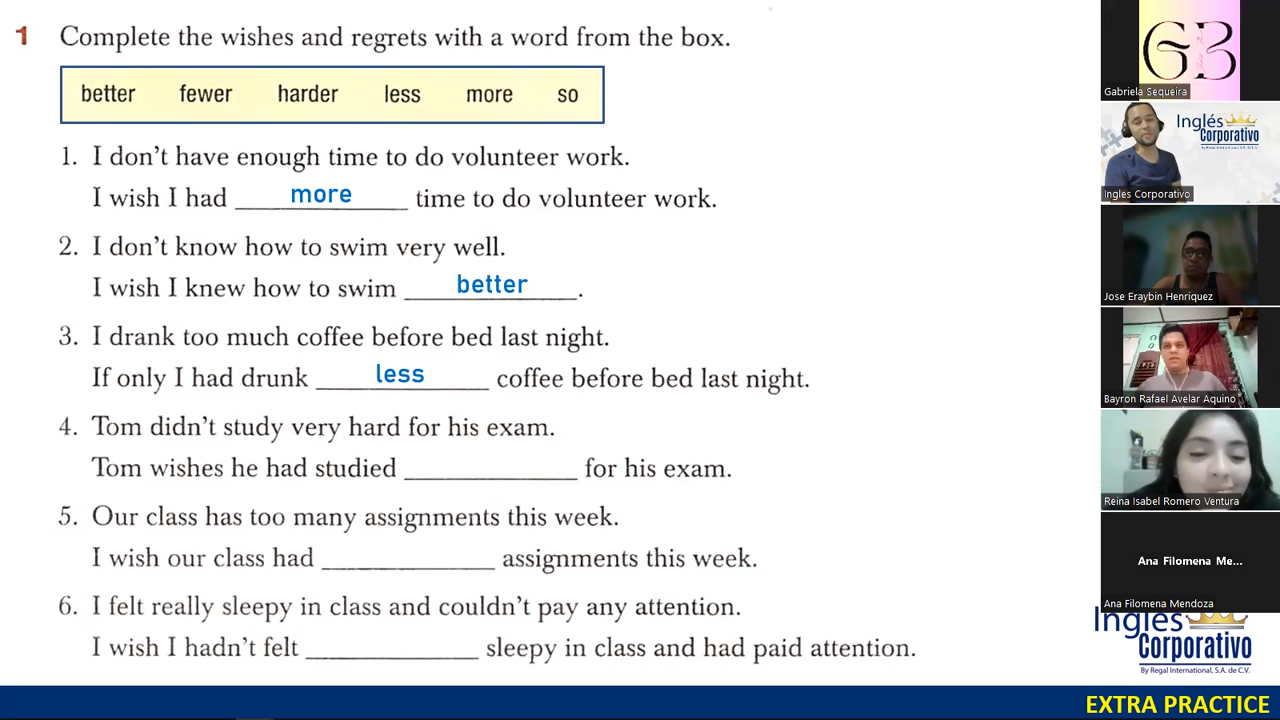 1 Complete the wishes and regrets with a word from the box.
better fewer harder less more so
1. I don't have enough time to do volunteer work.
I wish I had more time to do volunteer work.
2. I don't know how to swim very well.
I wish I knew how to swim better.
3. I drank too much coffee before bed last night.
If only I had drunk less coffee before bed last night.
4. Tom didn't study very hard for his exam.
Tom wishes he had studied ____________ for his exam.
5. Our class has too many assignments this week.
I wish our class had ____________ assignments this week.
6. I felt really sleepy in class and couldn't pay any attention.
I wish I hadn't felt ____________ sleepy in class and had paid attention.
GB
Gabriela Sequeira
Inglés
Corporativo
By Regal International, S.A. de C.V.
Ingles Corporativo
Jose Eraybin Henriquez
Bayron Rafael Avelar Aquino
Reina Isabel Romero Ventura
Ana Filomena Me...
Ana Filomena Mendoza
Inglés
Corporativo
By Regal International, S.A. de C.V.
EXTRA PRACTICE